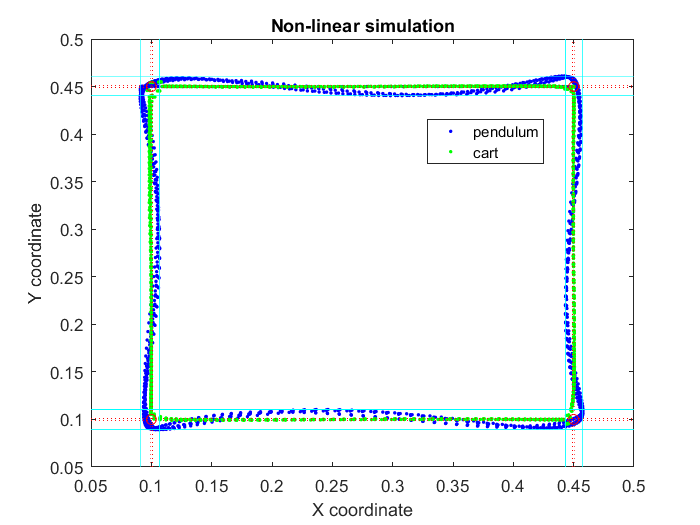 Non-linear simulation
0.5
0.45
0.4
0.35
0.3
0.25
0.2
0.15
0.1
0.05
Y coordinate
pendulum
cart
0.05 0.1 0.15 0.2 0.25 0.3 0.35 0.4 0.45 0.5
X coordinate